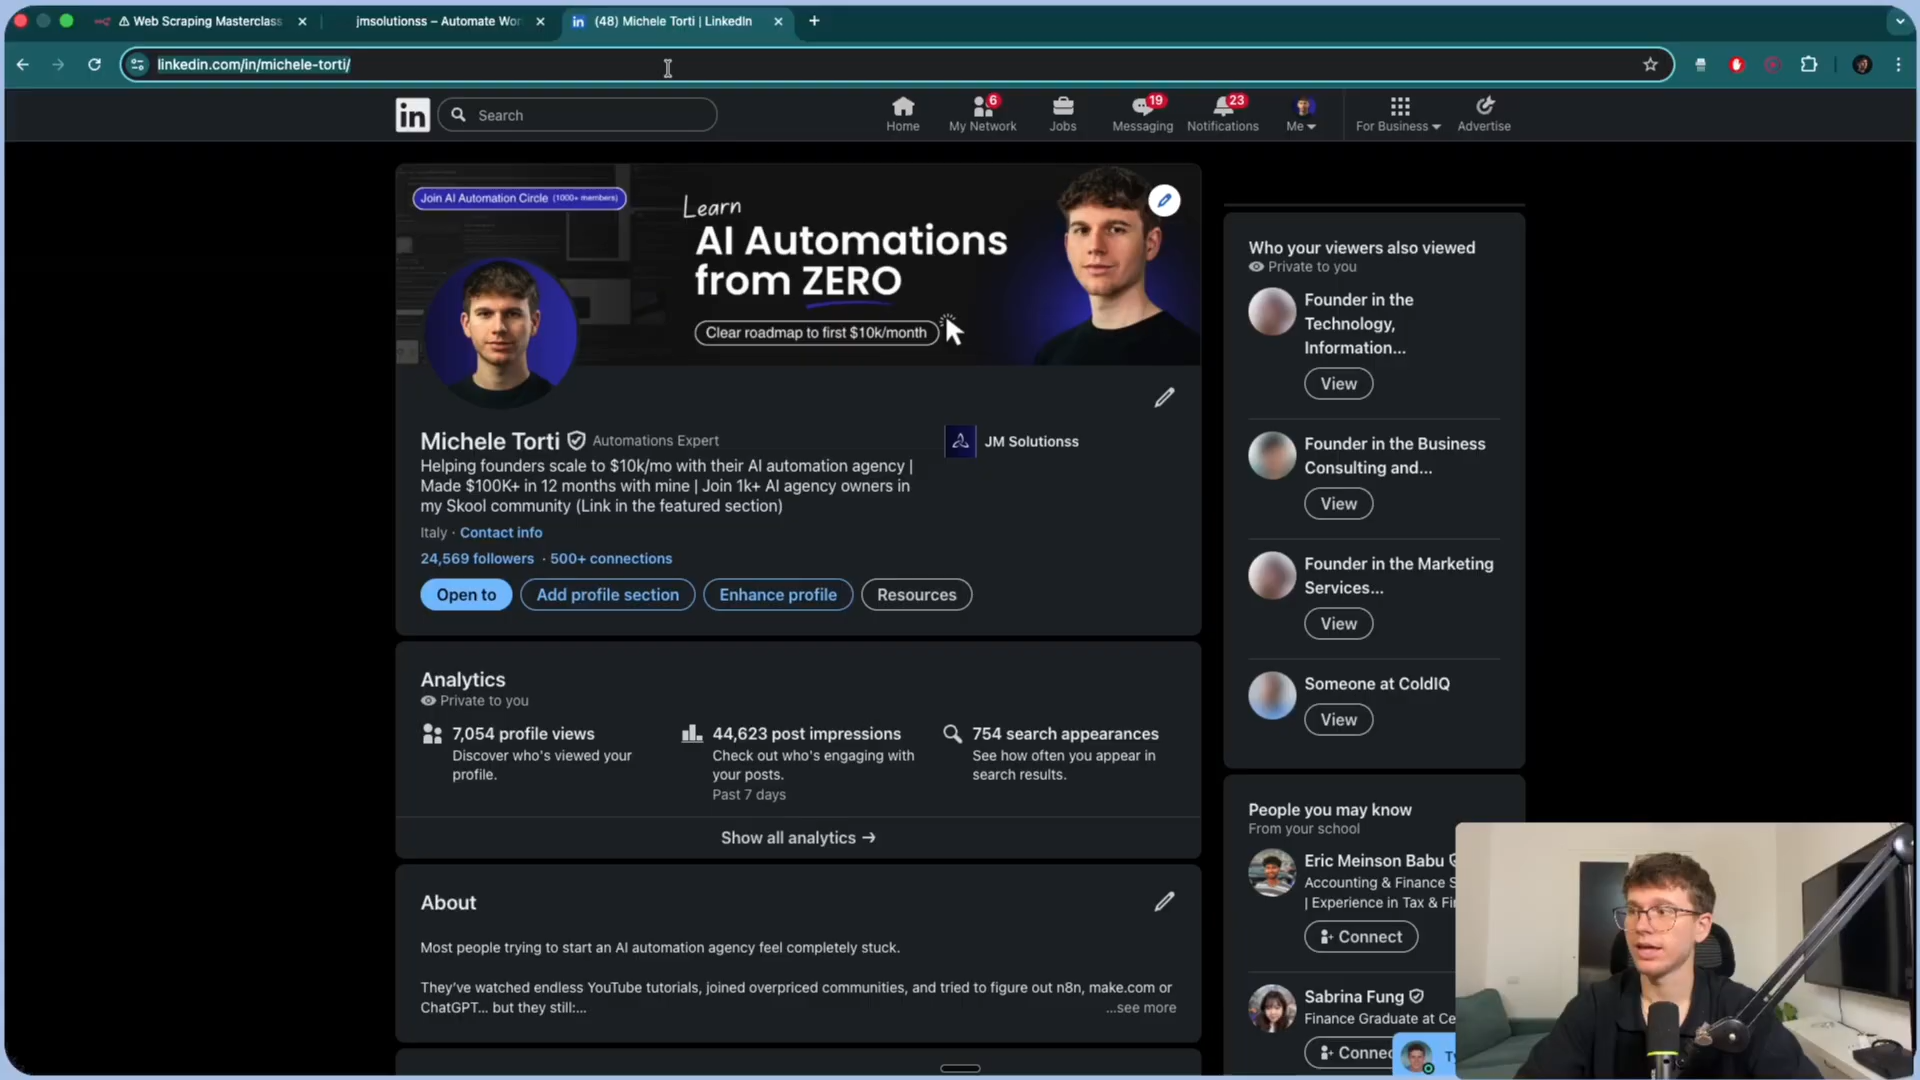 ⚠ Web Scraping Masterclass
jmsolutionss – Automate Wor
(48) Michele Torti | LinkedIn
linkedin.com/in/michele-torti/
in
Search
Home
6
My Network
Jobs
19
Messaging
23
Notifications
Me
For Business
Advertise
Join AI Automation Circle (1000+ members)
Learn
AI Automations
from ZERO
Clear roadmap to first $10k/month
Michele Torti
Automations Expert
Helping founders scale to $10k/mo with their AI automation agency |
Made $100K+ in 12 months with mine | Join 1k+ AI agency owners in
my Skool community (Link in the featured section)
Italy · Contact info
24,569 followers · 500+ connections
Open to
Add profile section
Enhance profile
Resources
JM Solutionss
Analytics
Private to you
7,054 profile views
Discover who's viewed your
profile.
44,623 post impressions
Check out who's engaging with
your posts.
Past 7 days
754 search appearances
See how often you appear in
search results.
Show all analytics →
About
Most people trying to start an AI automation agency feel completely stuck.
They've watched endless YouTube tutorials, joined overpriced communities, and tried to figure out n8n, make.com or
ChatGPT... but they still:...
...see more
Who your viewers also viewed
Private to you
Founder in the
Technology,
Information...
View
Founder in the Business
Consulting and...
View
Founder in the Marketing
Services...
View
Someone at ColdIQ
View
People you may know
From your school
Eric Meinson Babu
Accounting & Finance S
| Experience in Tax & Fi
Connect
Sabrina Fung
Finance Graduate at Ce
Connec